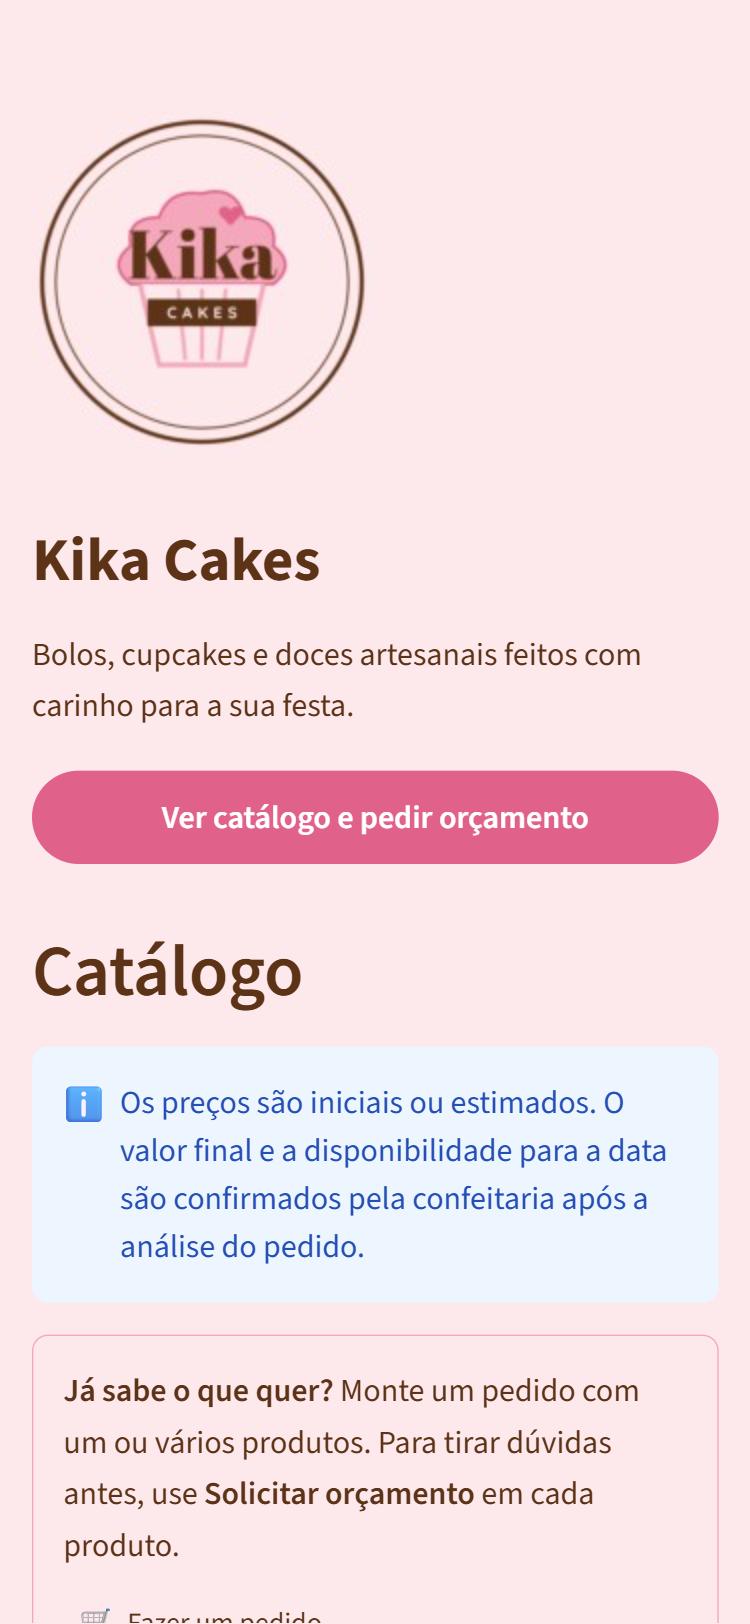 Kika
CAKES
Kika Cakes
Bolos, cupcakes e doces artesanais feitos com
carinho para a sua festa.
Ver catálogo e pedir orçamento
Catálogo
Os preços são iniciais ou estimados. O
valor final e a disponibilidade para a data
são confirmados pela confeitaria após a
análise do pedido.
Já sabe o que quer? Monte um pedido com
um ou vários produtos. Para tirar dúvidas
antes, use Solicitar orçamento em cada
produto.
Fazer um pedido